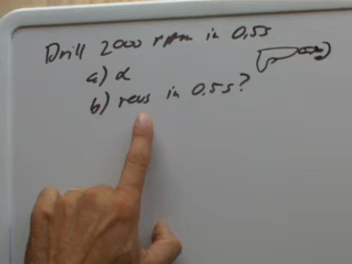 Drill 2000 rpm in 0.5s
a) α
b) revs in 0.5s?